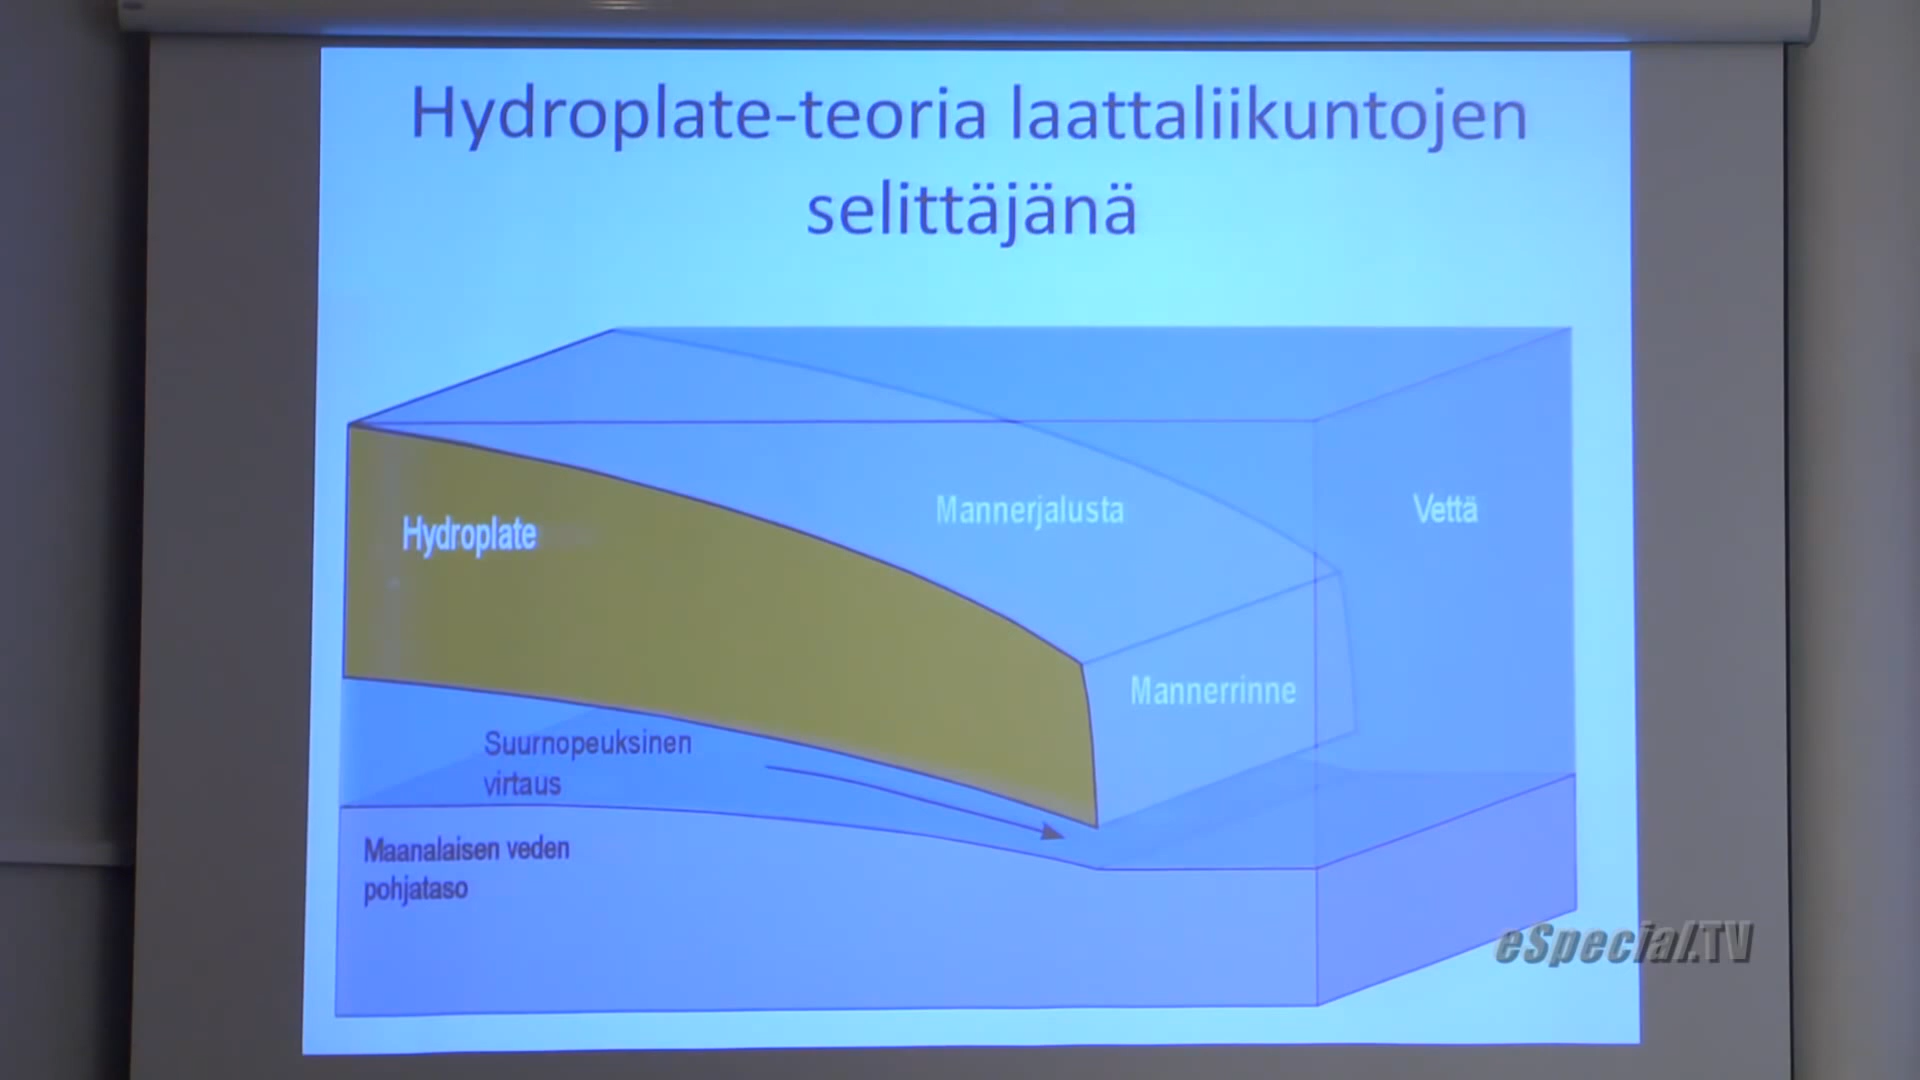 Hydroplate-teoria laattaliikuntojen
selittäjänä
Mannerjalusta
Vettä
Hydroplate
Mannerrinne
Suurnopeuksinen
virtaus
Maanalaisen veden
pohjataso
eSpecial.TV